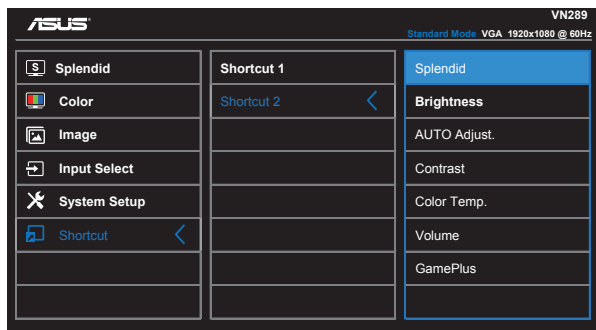 ASUS
VN289
Standard Mode VGA 1920x1080 @ 60Hz
S Splendid
Color
Image
Input Select
System Setup
Shortcut
Shortcut 1
Shortcut 2
Splendid
Brightness
AUTO Adjust.
Contrast
Color Temp.
Volume
GamePlus